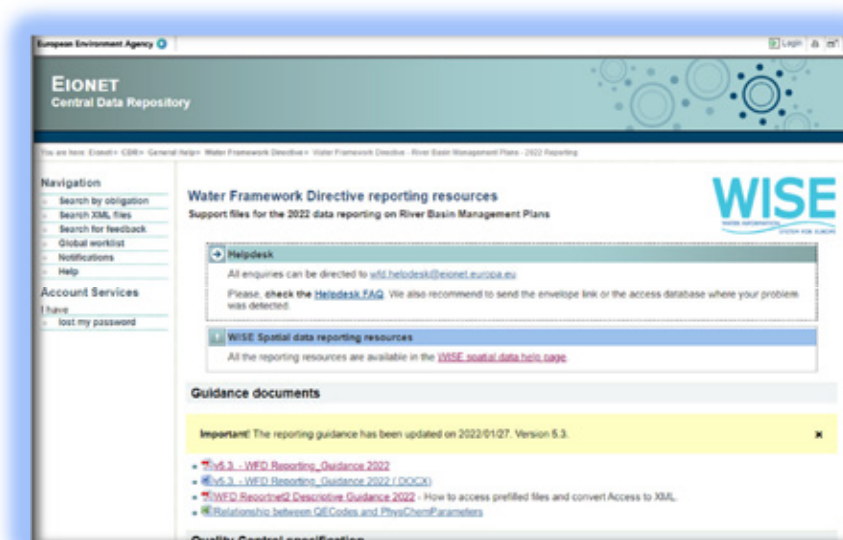 European Environment Agency
Login
EIONET
Central Data Repository
You are here: Eionet» CDR» General Help» Water Framework Directive» Water Framework Directive - River Basin Management Plans - 2022 Reporting
Navigation
Search by obligation
Search XML files
Search for feedback
Global worklist
Notifications
Help
Account Services
I have
lost my password
Water Framework Directive reporting resources
Support files for the 2022 data reporting on River Basin Management Plans
WISE
WATER INFORMATION
SYSTEM FOR EUROPE
Helpdesk
All enquiries can be directed to wfd.helpdesk@eionet.europa.eu
Please, check the Helpdesk FAQ. We also recommend to send the envelope link or the access database where your problem
was detected.
WISE Spatial data reporting resources
All the reporting resources are available in the WISE spatial data help page.
Guidance documents
Important! The reporting guidance has been updated on 2022/01/27. Version 5.3.
v5.3. - WFD Reporting_Guidance 2022
v5.3. - WFD Reporting_Guidance 2022 ( DOCX)
WFD Reportnet2 Descriptive Guidance 2022 - How to access prefilled files and convert Access to XML.
Relationship between QECodes and PhysChemParameters
Quality Control specification